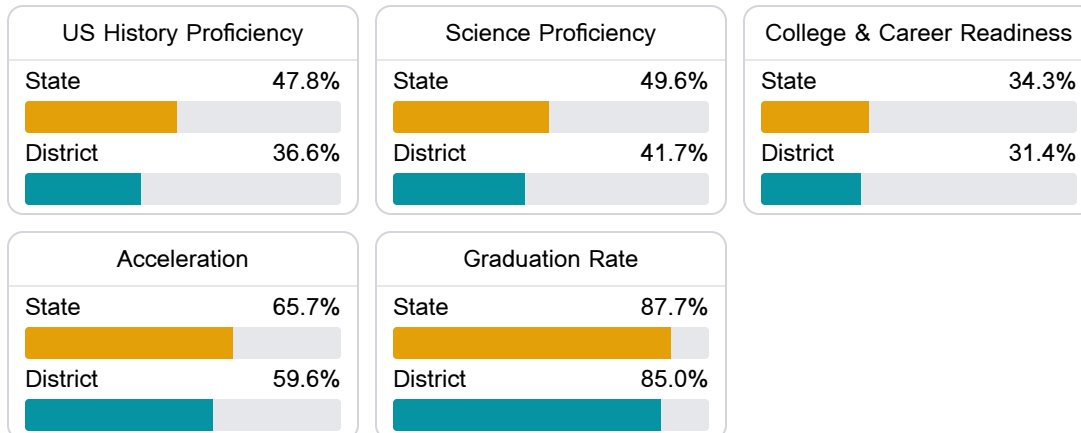 US History Proficiency
State 47.8%
District 36.6%
Science Proficiency
State 49.6%
District 41.7%
College & Career Readiness
State 34.3%
District 31.4%
Acceleration
State 65.7%
District 59.6%
Graduation Rate
State 87.7%
District 85.0%